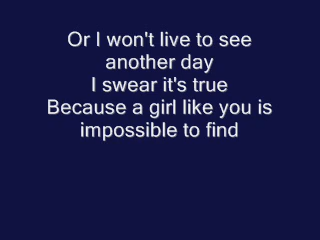 Or I won't live to see
another day
I swear it's true
Because a girl like you is
impossible to find